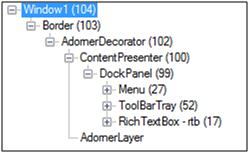 Window1 (104)
Border (103)
AdornerDecorator (102)
ContentPresenter (100)
DockPanel (99)
Menu (27)
ToolBarTray (52)
RichTextBox - rtb (17)
AdornerLayer